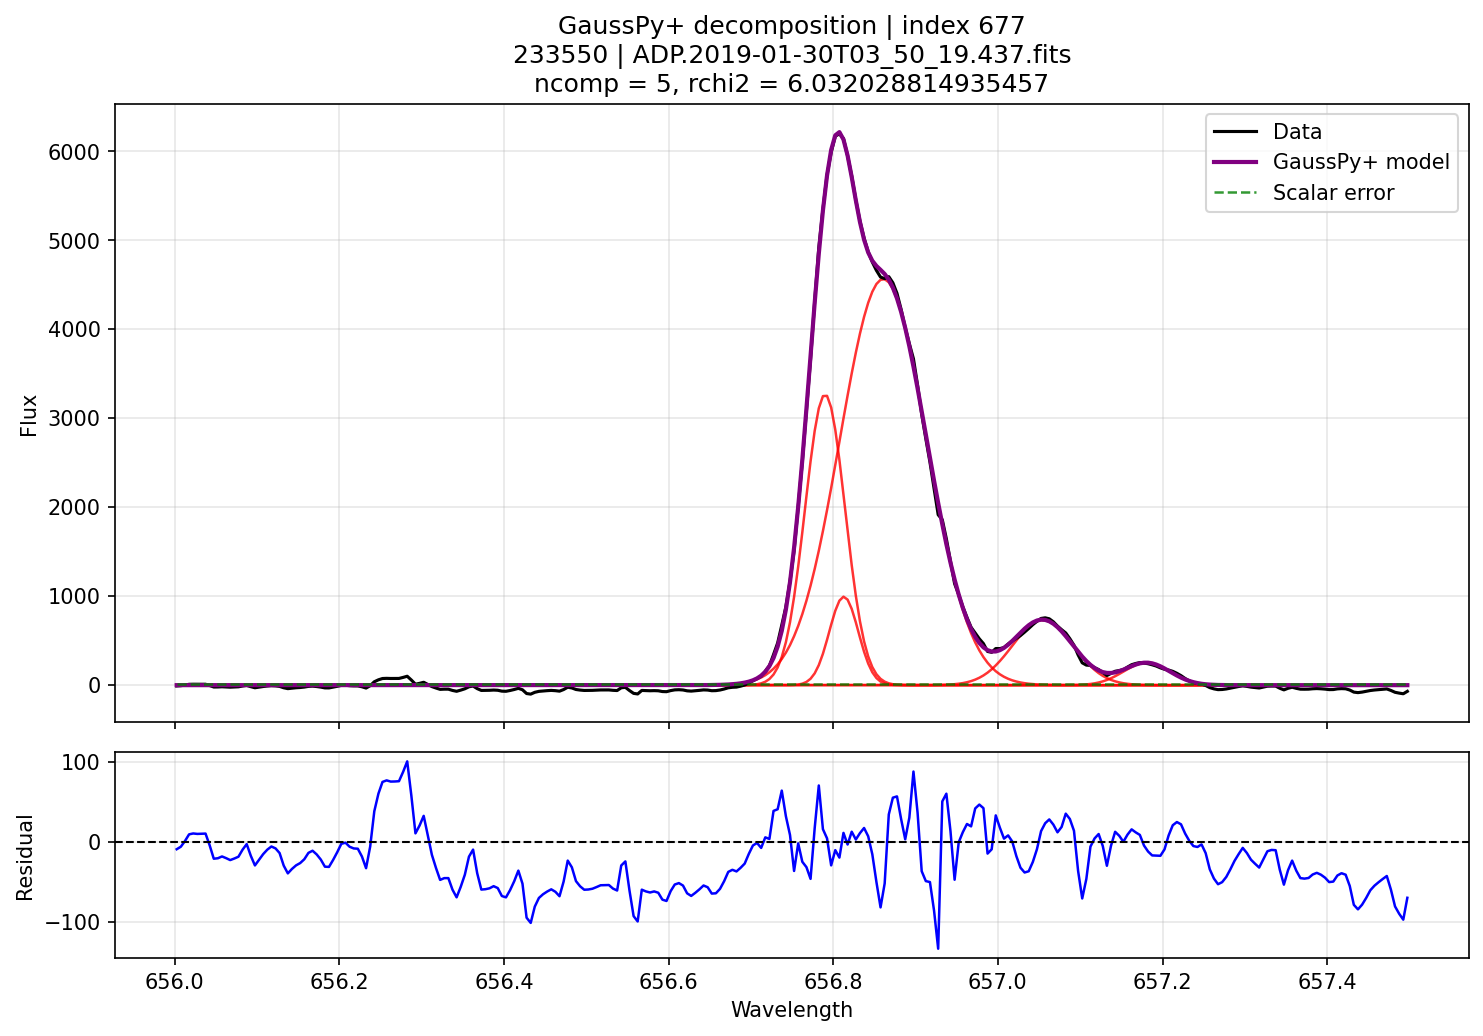 GaussPy+ decomposition | index 677
233550 | ADP.2019-01-30T03_50_19.437.fits
ncomp = 5, rchi2 = 6.032028814935457
Data
GaussPy+ model
Scalar error
6000
5000
4000
3000
2000
1000
0
Flux
100
0
−100
Residual
656.0 656.2 656.4 656.6 656.8 657.0 657.2 657.4
Wavelength